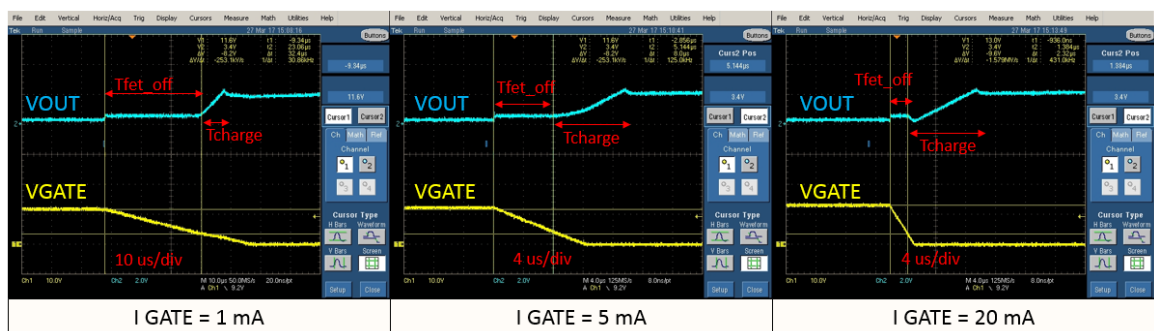 File Edit Vertical Horiz/Acq Trig Display Cursors Measure Math Utilities Help
Tek Run Sample 27 Mar 17 15:08:16 Buttons
V1: 11.6V t1: -9.34µs
V2: 3.4V t2: 23.06µs
ΔV: -8.2V Δt: 32.4µs
ΔV/Δt: -253.1kV/s 1/Δt: 30.86kHz
-9.34µs
11.6V
Cursor1 Cursor2
Ch Math Ref
Channel
1 2
3 4
Cursor Type
H Bars Waveform
V Bars Screen
Setup Close
Tfet_off
VOUT
Tcharge
VGATE
10 us/div
Ch1 10.0V Ch2 2.0V M 10.0µs 50.0MS/s 20.0ns/pt
A Ch1 \ 9.2V
I GATE = 1 mA
File Edit Vertical Horiz/Acq Trig Display Cursors Measure Math Utilities Help
Tek Run Sample 27 Mar 17 15:10:41 Buttons
V1: 11.6V t1: -2.856µs
V2: 3.4V t2: 5.144µs
ΔV: -8.2V Δt: 8.0µs
1/Δt: 125.0kHz
Curs2 Pos
5.144µs
3.4V
Cursor1 Cursor2
Ch Math Ref
Channel
1 2
3 4
Cursor Type
H Bars Waveform
V Bars Screen
Setup Close
Tfet_off
VOUT
Tcharge
VGATE
4 us/div
Ch1 10.0V Ch2 2.0V M 4.0µs 125MS/s 8.0ns/pt
A Ch1 \ 9.2V
I GATE = 5 mA
File Edit Vertical Horiz/Acq Trig Display Cursors Measure Math Utilities Help
Tek Run Sample 27 Mar 17 15:13:49 Buttons
V1: 13.0V t1: -936.0ns
V2: 3.4V t2: 1.384µs
ΔV: -9.6V Δt: 2.32µs
1/Δt: 431.0kHz
Curs2 Pos
1.384µs
3.4V
Cursor1 Cursor2
Ch Math Ref
Channel
1 2
3 4
Cursor Type
H Bars Waveform
V Bars Screen
Setup Close
Tfet_off
VOUT
Tcharge
VGATE
4 us/div
Ch1 10.0V Ch2 2.0V M 4.0µs 125MS/s 8.0ns/pt
A Ch1 \ 9.2V
I GATE = 20 mA